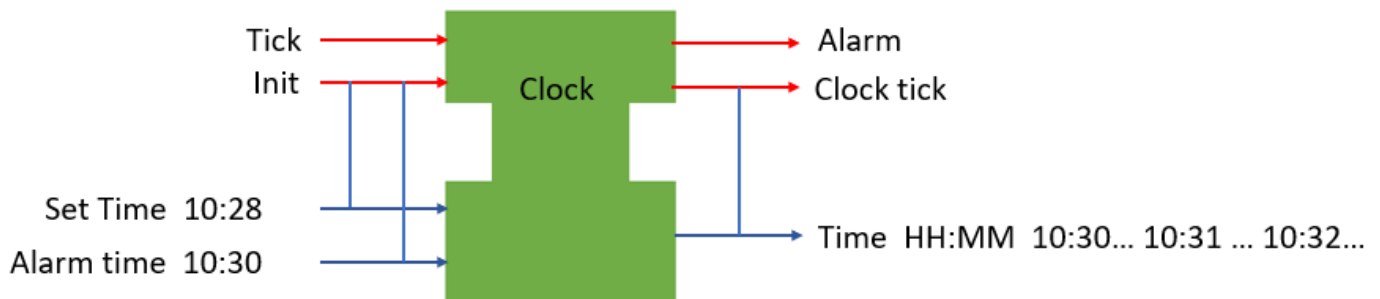 Tick
Alarm
Init
Clock
Clock tick
Set Time 10:28
Time HH:MM 10:30... 10:31 ... 10:32...
Alarm time 10:30